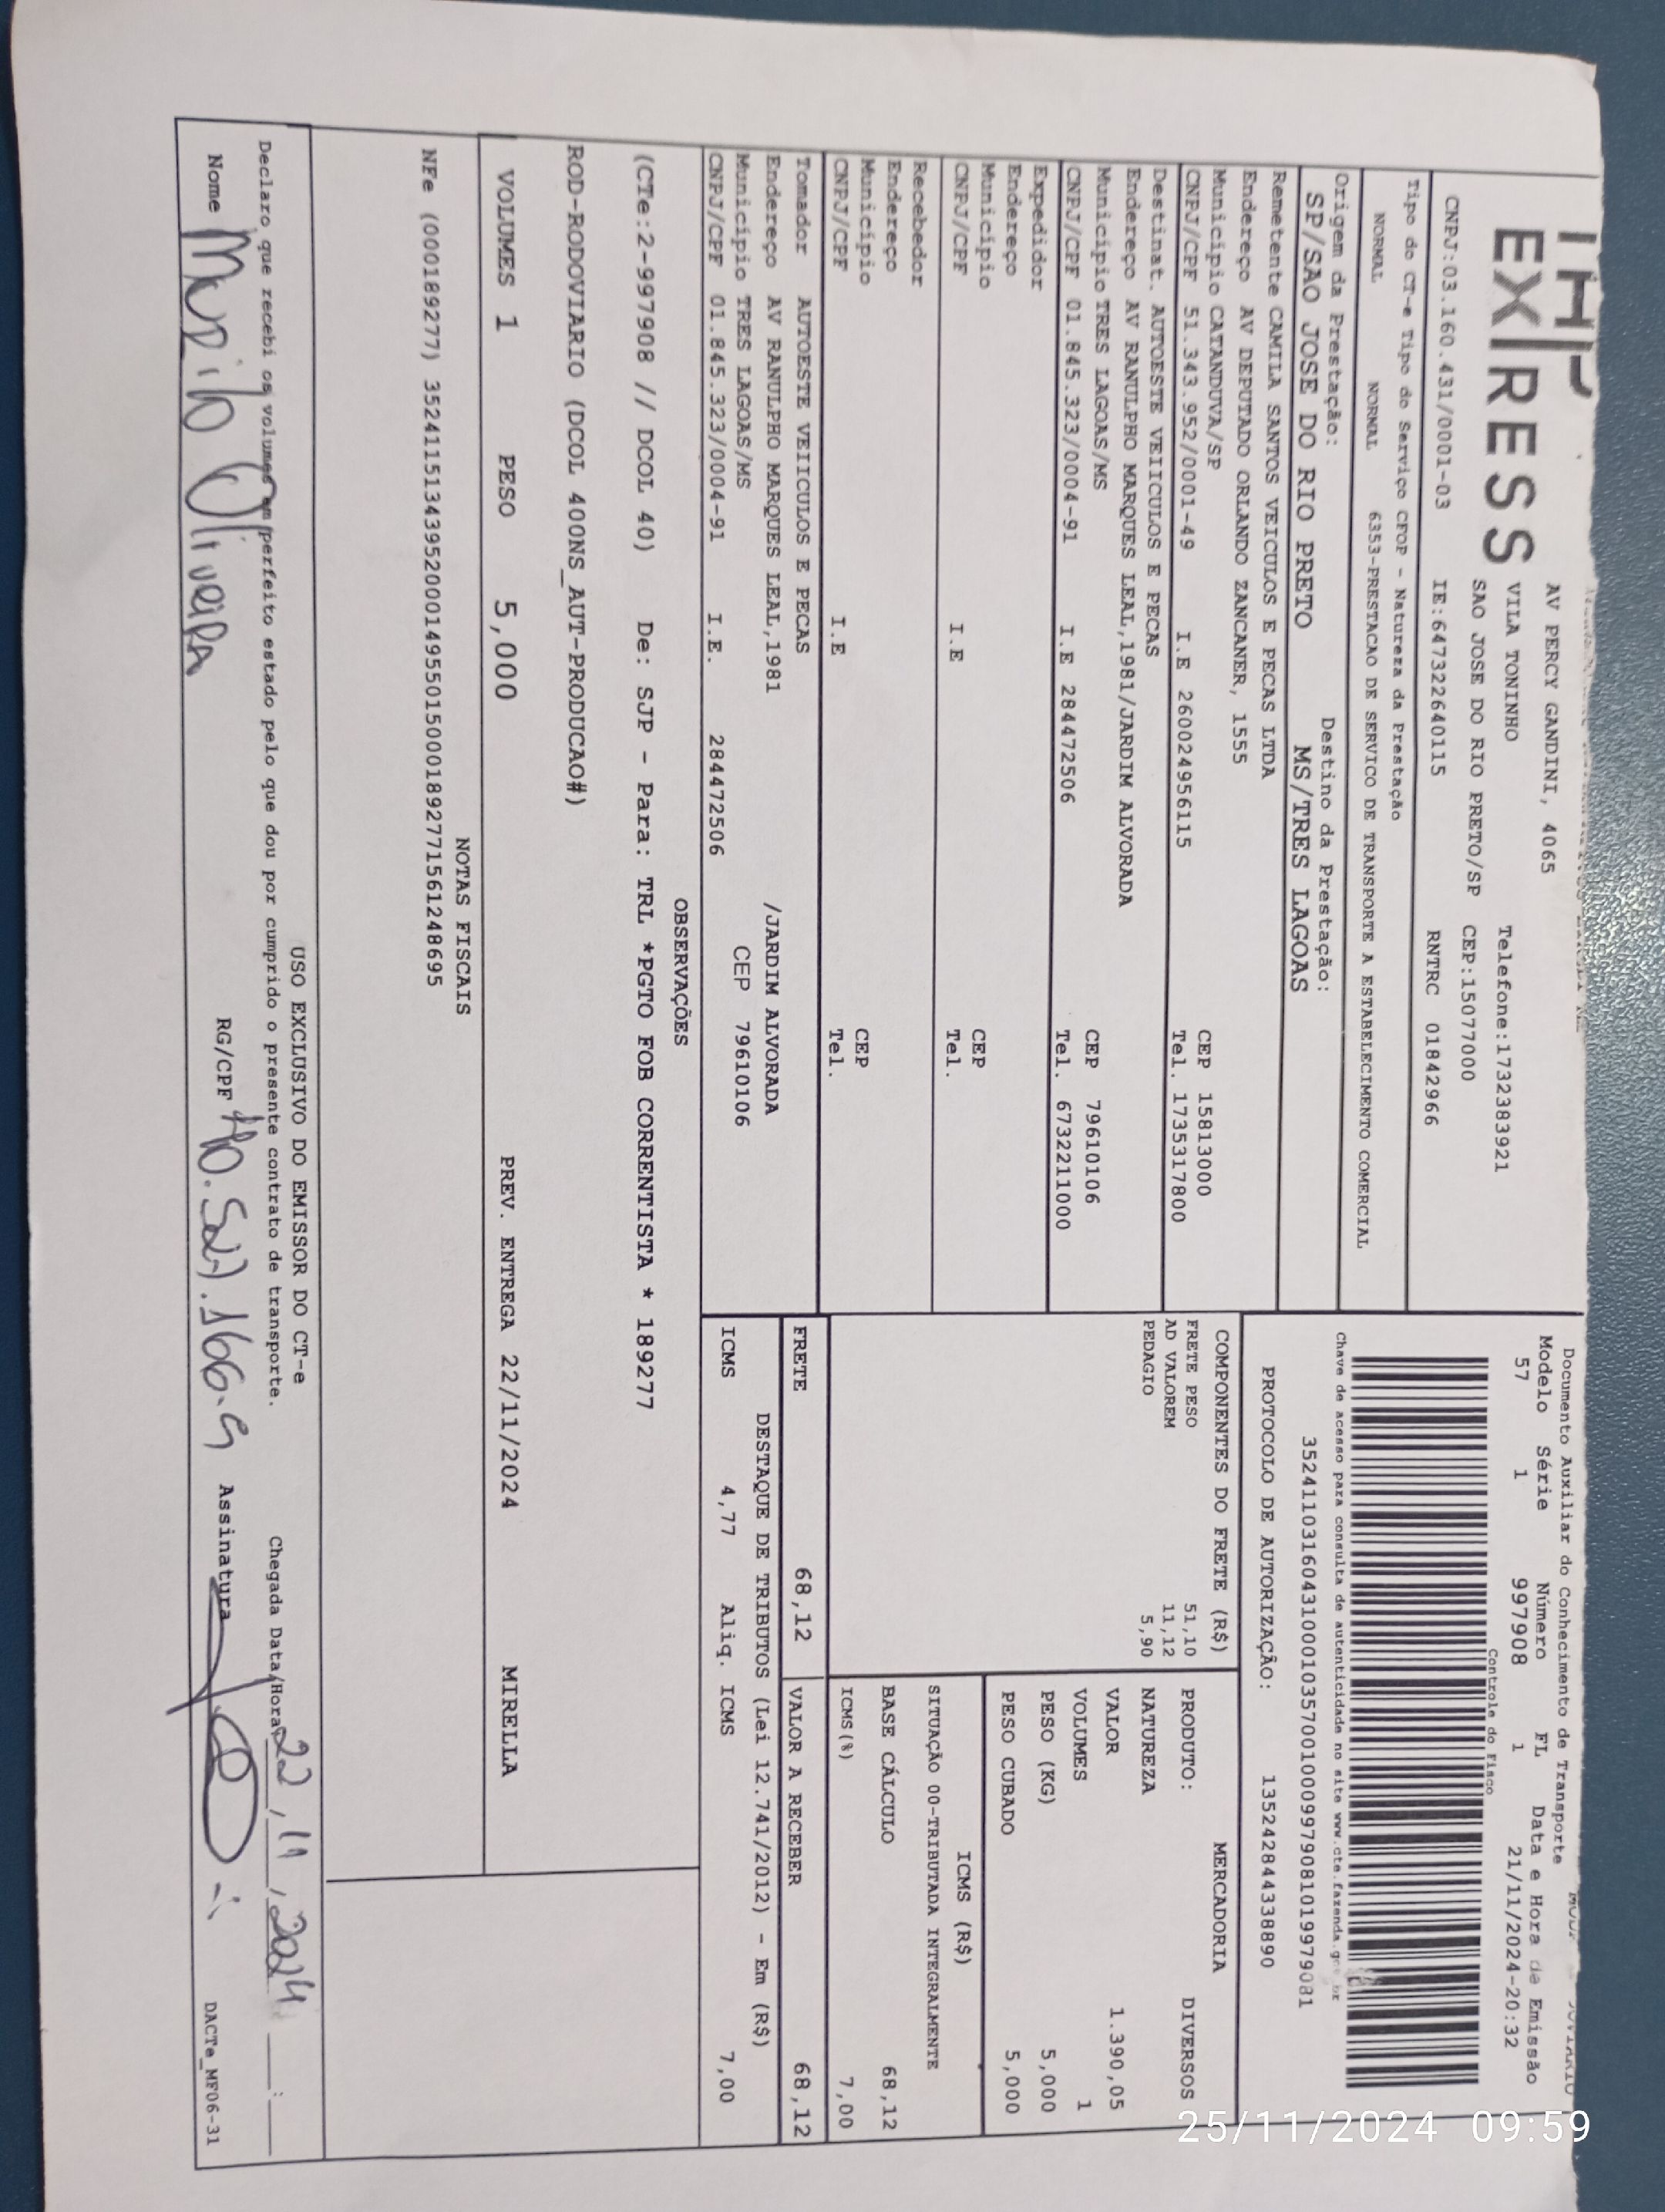 EXPRESS
AV PERCY GANDINI, 4065
VILA TONINHO Telefone:1732383921
SAO JOSE DO RIO PRETO/SP CEP:15077000
CNPJ:03.160.431/0001-03 IE:647322640115 RNTRC 01842966
Tipo do CT-e Tipo do Serviço CFOP - Natureza da Prestação
NORMAL NORMAL 6353-PRESTACAO DE SERVICO DE TRANSPORTE A ESTABELECIMENTO COMERCIAL
Origem da Prestação: Destino da Prestação:
SP/SAO JOSE DO RIO PRETO MS/TRES LAGOAS
Documento Auxiliar do Conhecimento de Transporte
Modelo Série Número FL Data e Hora de Emissão
57 1 997908 1 21/11/2024-20:32
Controle do Fisco
Chave de acesso para consulta de autenticidade no site www.cte.fazenda.gov.br
35241103160431000103570010009979081019979081
PROTOCOLO DE AUTORIZAÇÃO: 135242844338890
Remetente CAMILA SANTOS VEICULOS E PECAS LTDA
Endereço AV DEPUTADO ORLANDO ZANCANER, 1555
Município CATANDUVA/SP CEP 15813000
CNPJ/CPF 51.343.952/0001-49 I.E 260024956115 Tel. 1735317800
Destinat. AUTOESTE VEIICULOS E PECAS
Endereço AV RANULPHO MARQUES LEAL,1981/JARDIM ALVORADA
Município TRES LAGOAS/MS CEP 79610106
CNPJ/CPF 01.845.323/0004-91 I.E 284472506 Tel. 6732211000
Expedidor
Endereço
Município CEP
CNPJ/CPF I.E Tel.
Recebedor
Endereço
Município CEP
CNPJ/CPF I.E Tel.
Tomador AUTOESTE VEIICULOS E PECAS
Endereço AV RANULPHO MARQUES LEAL,1981 /JARDIM ALVORADA
Município TRES LAGOAS/MS CEP 79610106
CNPJ/CPF 01.845.323/0004-91 I.E. 284472506
COMPONENTES DO FRETE (R$)
FRETE PESO 51,10
AD VALOREM 11,12
PEDAGIO 5,90
MERCADORIA
PRODUTO: DIVERSOS
NATUREZA
VALOR 1.390,05
VOLUMES 1
PESO (KG) 5,000
PESO CUBADO 5,000
ICMS (R$)
SITUAÇÃO 00-TRIBUTADA INTEGRALMENTE
BASE CÁLCULO 68,12
ICMS(%) 7,00
FRETE 68,12 VALOR A RECEBER 68,12
DESTAQUE DE TRIBUTOS (Lei 12.741/2012) - Em (R$)
ICMS 4,77 Aliq. ICMS 7,00
OBSERVAÇÕES
(CTe:2-997908 // DCOL 40) De: SJP - Para: TRL *PGTO FOB CORRENTISTA * 189277
ROD-RODOVIARIO (DCOL 400NS_AUT-PRODUCAO#)
VOLUMES 1 PESO 5,000 PREV. ENTREGA 22/11/2024 MIRELLA
NOTAS FISCAIS
NFe (000189277) 35241151343952000149550150001892771561248695
USO EXCLUSIVO DO EMISSOR DO CT-e
Declaro que recebi os volumes em perfeito estado pelo que dou por cumprido o presente contrato de transporte. Chegada Data/Hora 22/11/2024 :
Nome Murilo Oliveira RG/CPF Assinatura
DACTe_MF06-31
25/11/2024 09:59